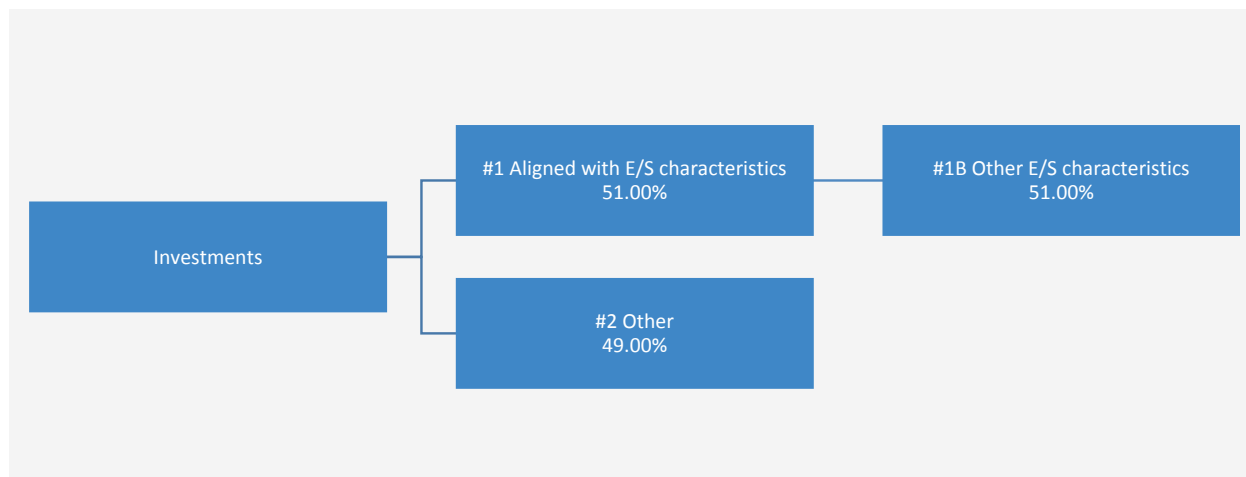 Investments
#1 Aligned with E/S characteristics
51.00%
#1B Other E/S characteristics
51.00%
#2 Other
49.00%